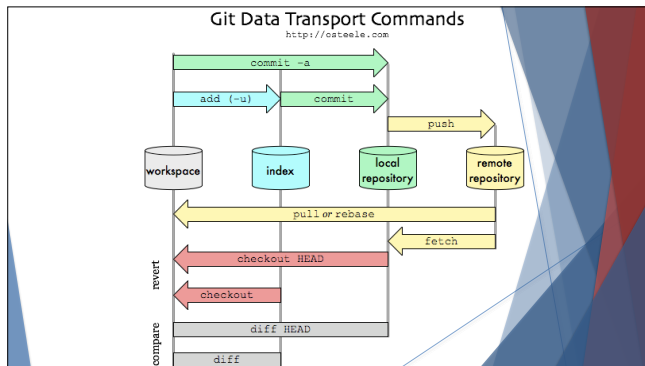 Git Data Transport Commands
http://osteele.com
commit -a
add (-u)
commit
push
workspace
index
local
repository
remote
repository
pull or rebase
fetch
revert
checkout HEAD
checkout
compare
diff HEAD
diff